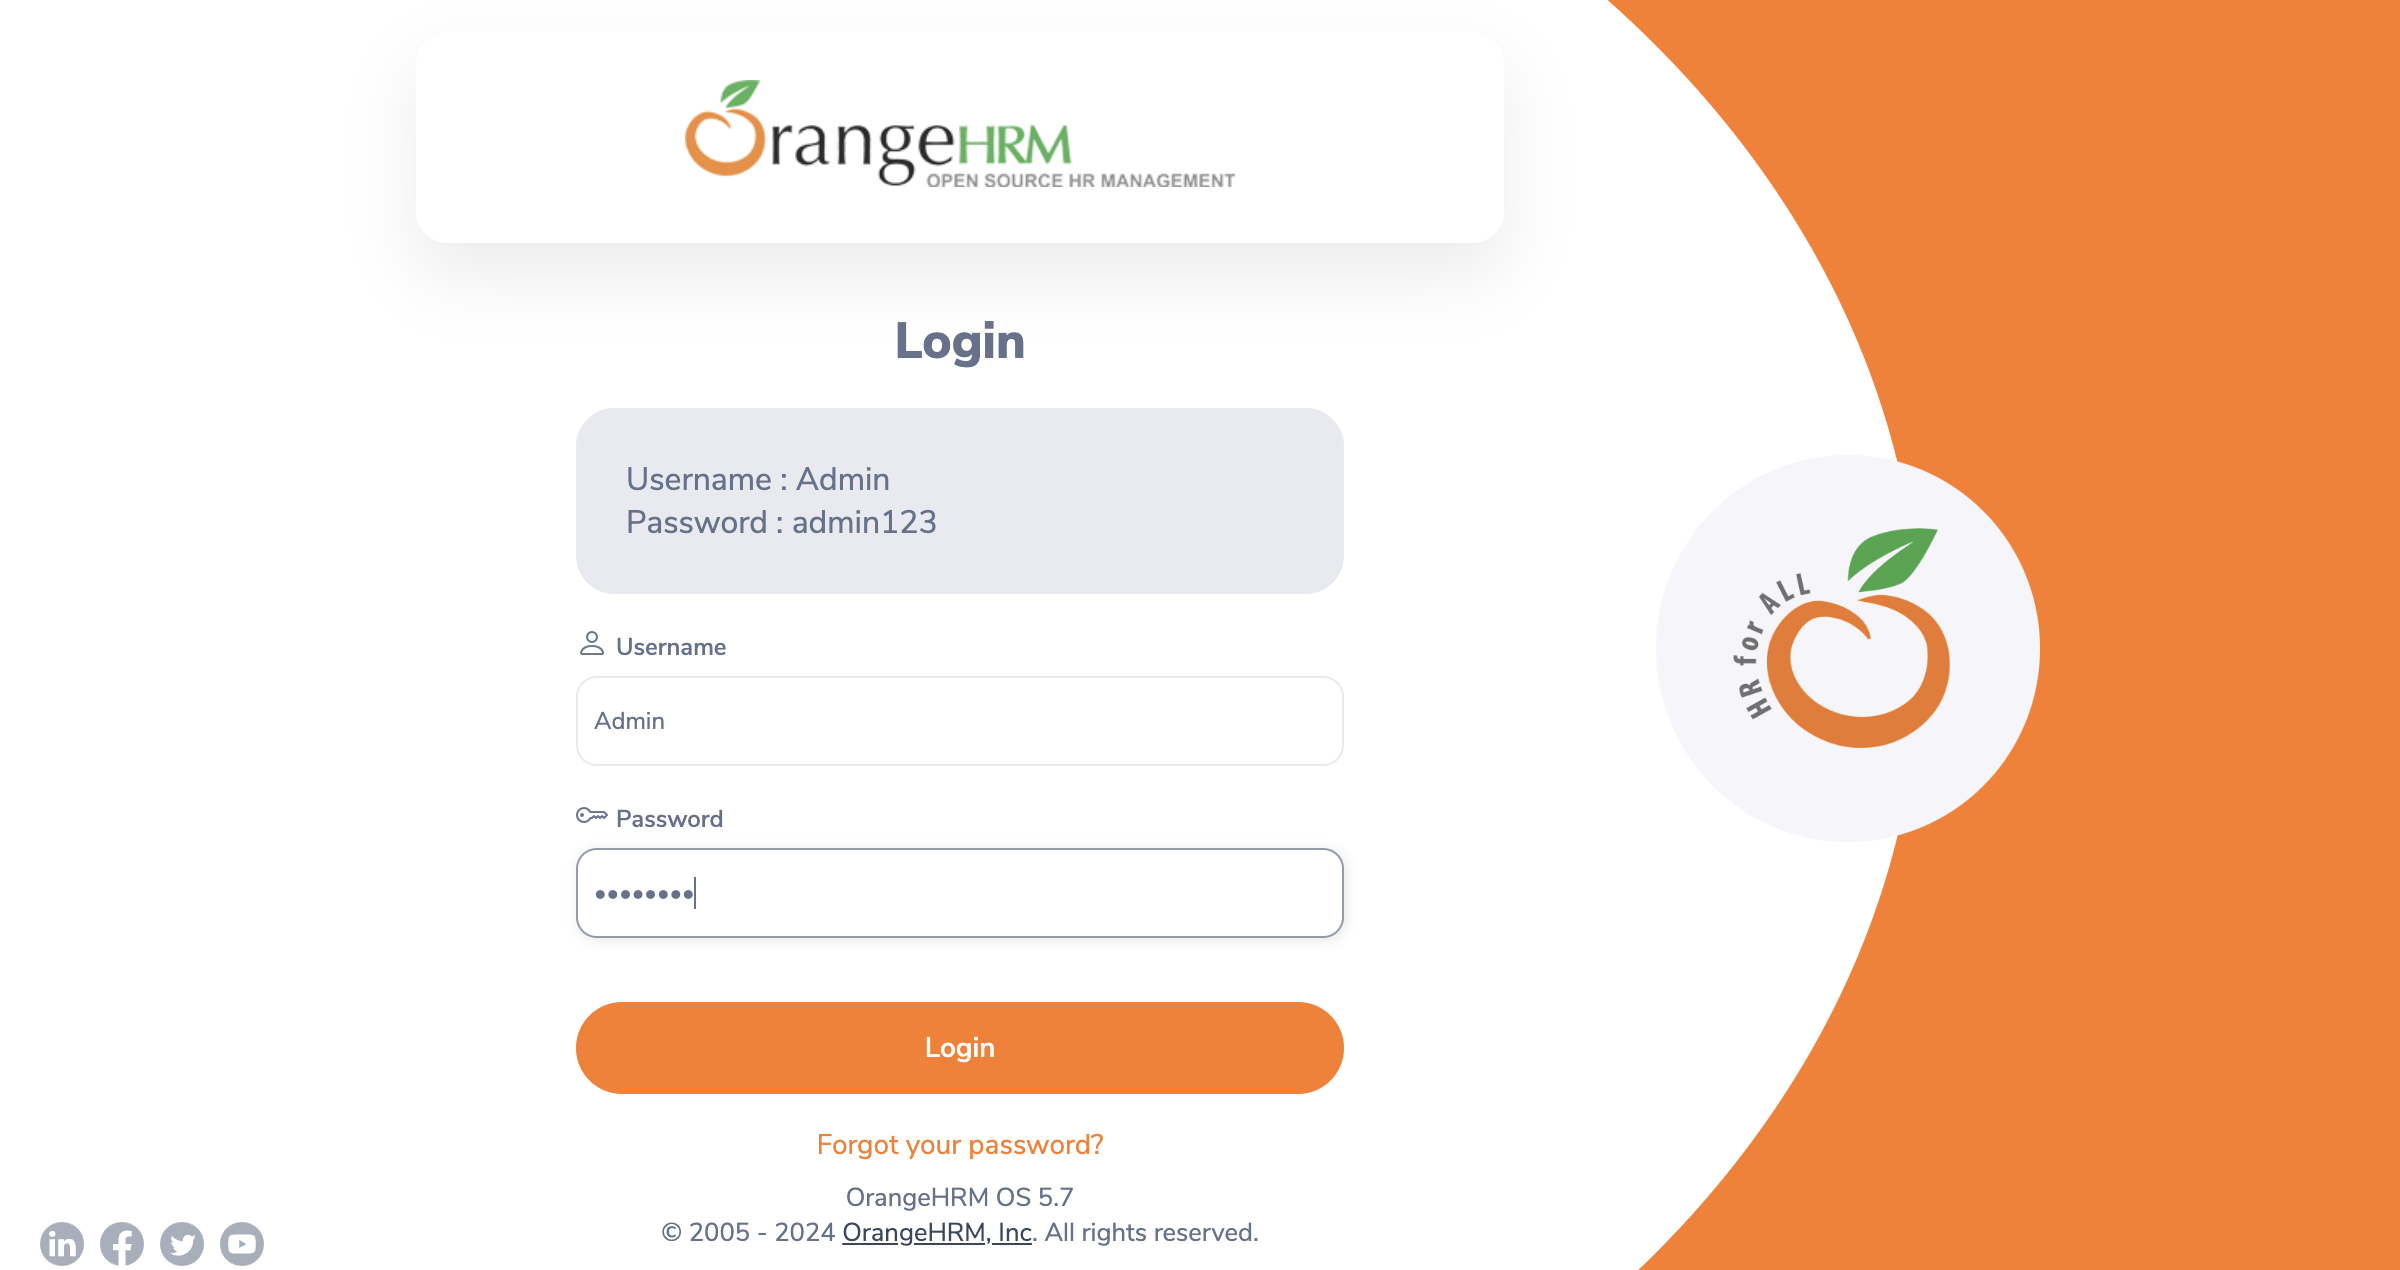 OrangeHRM
OPEN SOURCE HR MANAGEMENT
Login
Username : Admin
Password : admin123
Username
Admin
Password
••••••••
Login
Forgot your password?
OrangeHRM OS 5.7
© 2005 - 2024 OrangeHRM, Inc. All rights reserved.
HR for ALL
in